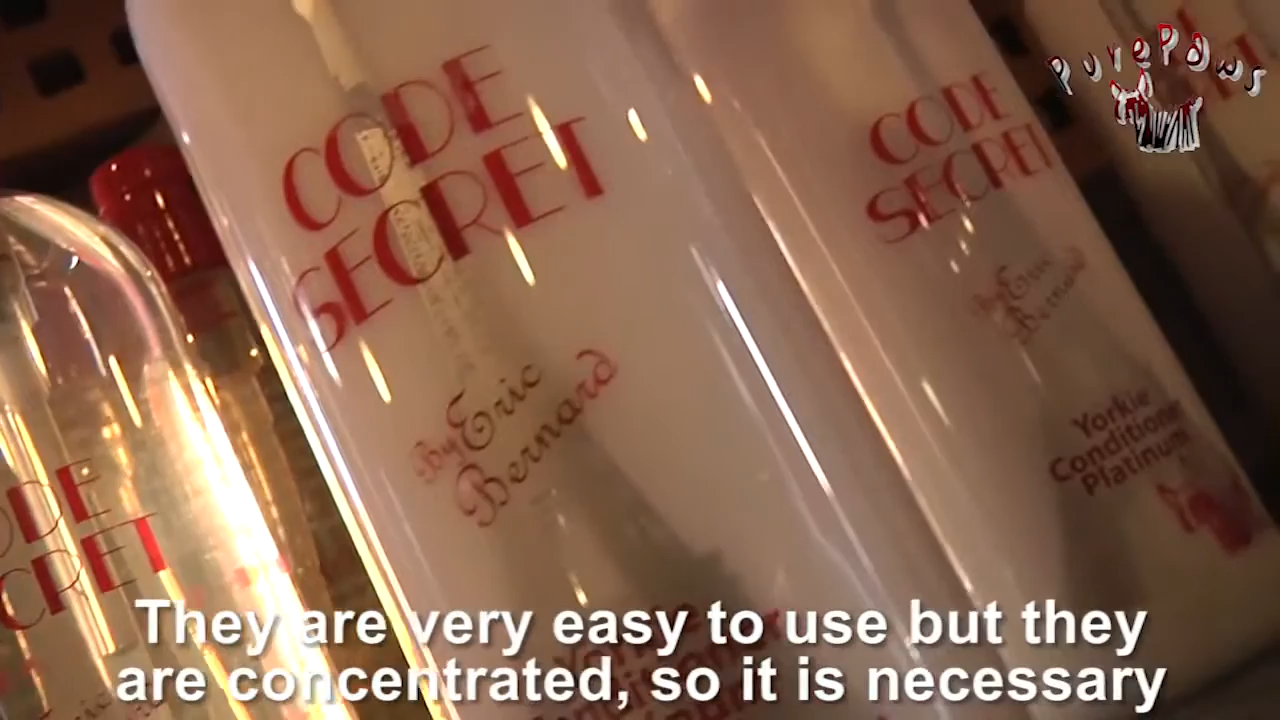 PurePaws
CODE
SECRET
By Eric
Bernard
CODE
SECRET
By Eric
Bernard
Yorkie
Conditioner
Platinum
ODE
CRET
They are very easy to use but they
are concentrated, so it is necessary